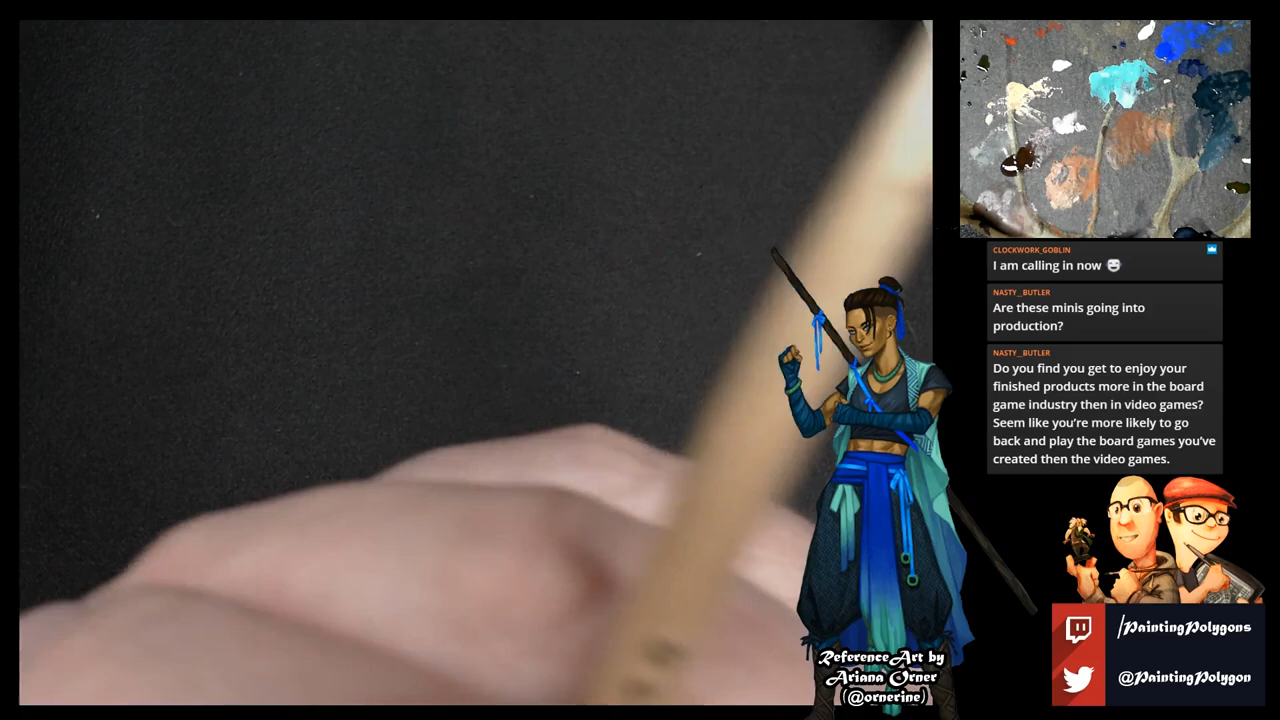 CLOCKWORK_GOBLIN
I am calling in now
NASTY__BUTLER
Are these minis going into
production?
NASTY__BUTLER
Do you find you get to enjoy your
finished products more in the board
game industry then in video games?
Seem like you're more likely to go
back and play the board games you've
created then the video games.
Reference Art by
Ariana Orner
(@ornerine)
/PaintingPolygons
@PaintingPolygon